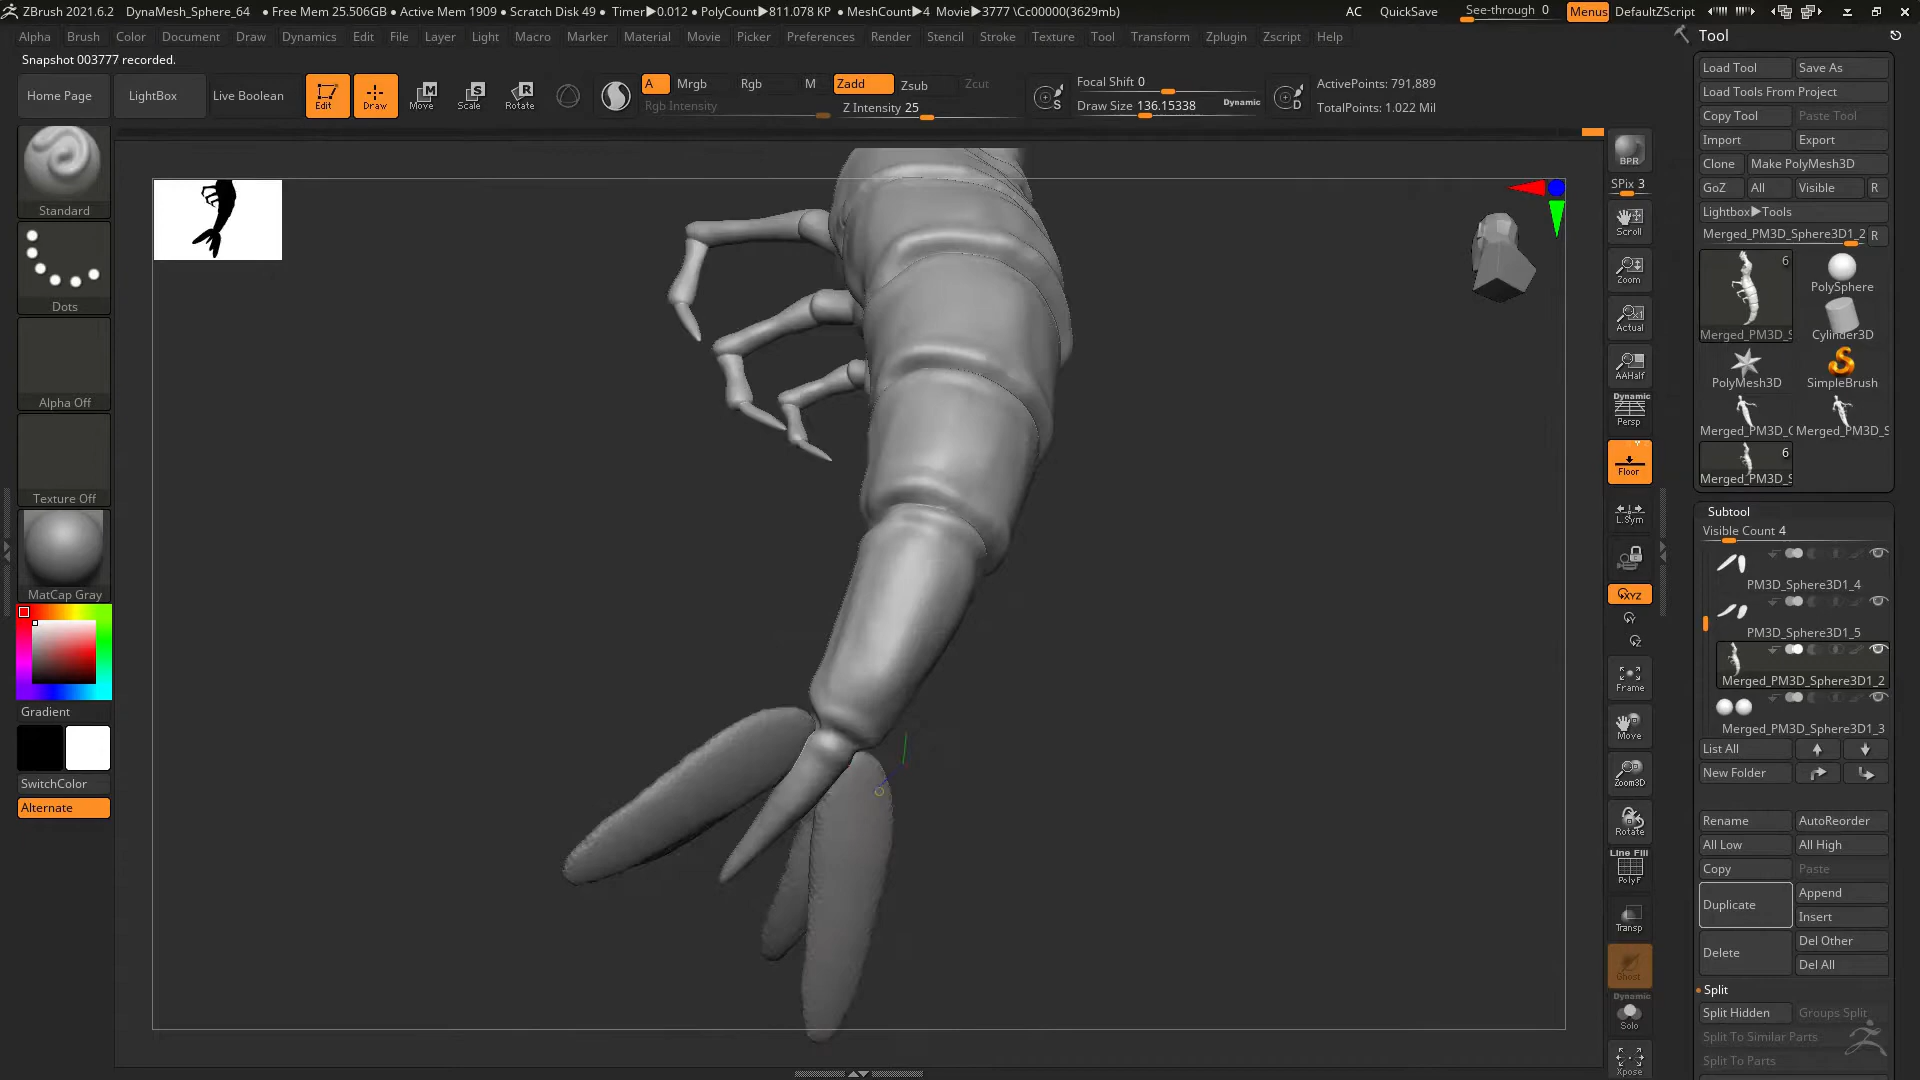 ZBrush 2021.6.2 DynaMesh_Sphere_64 ● Free Mem 25.506GB ● Active Mem 1909 ● Scratch Disk 49 ● Timer▶0.012 ● PolyCount▶811.078 KP ● MeshCount▶4 Movie▶3777 \Cc00000(3629mb) AC QuickSave See-through 0 Menus DefaultZScript
Alpha Brush Color Document Draw Dynamics Edit File Layer Light Macro Marker Material Movie Picker Preferences Render Stencil Stroke Texture Tool Transform Zplugin Zscript Help
Tool
Snapshot 003777 recorded.
Home Page LightBox Live Boolean Edit Draw Move Scale Rotate
A Mrgb Rgb M Zadd Zsub Zcut
Rgb Intensity Z Intensity 25
Focal Shift 0
Draw Size 136.15338 Dynamic
ActivePoints: 791,889
TotalPoints: 1.022 Mil
Standard
Dots
Alpha Off
Texture Off
MatCap Gray
Gradient
SwitchColor
Alternate
BPR
SPix 3
Scroll
Zoom
Actual
AAHalf
Dynamic
Persp
Floor
L.Sym
XYZ
Frame
Move
Zoom3D
Rotate
Line Fill
PolyF
Transp
Ghost
Dynamic
Solo
Xpose
Load Tool Save As
Load Tools From Project
Copy Tool Paste Tool
Import Export
Clone Make PolyMesh3D
GoZ All Visible R
Lightbox▶Tools
Merged_PM3D_Sphere3D1_2 R
6
PolySphere
Merged_PM3D_S Cylinder3D
PolyMesh3D SimpleBrush
Merged_PM3D_C Merged_PM3D_S
6
Merged_PM3D_S
Subtool
Visible Count 4
PM3D_Sphere3D1_4
PM3D_Sphere3D1_5
Merged_PM3D_Sphere3D1_2
Merged_PM3D_Sphere3D1_3
List All
New Folder
Rename AutoReorder
All Low All High
Copy Paste
Duplicate Append
Insert
Delete Del Other
Del All
Split
Split Hidden Groups Split
Split To Similar Parts
Split To Parts